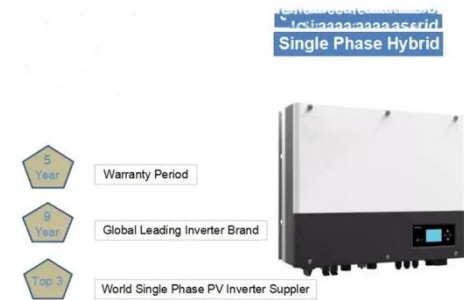 Single Phase Hybrid
5
Year
Warranty Period
9
Year
Global Leading Inverter Brand
Top 3
World Single Phase PV Inverter Suppler